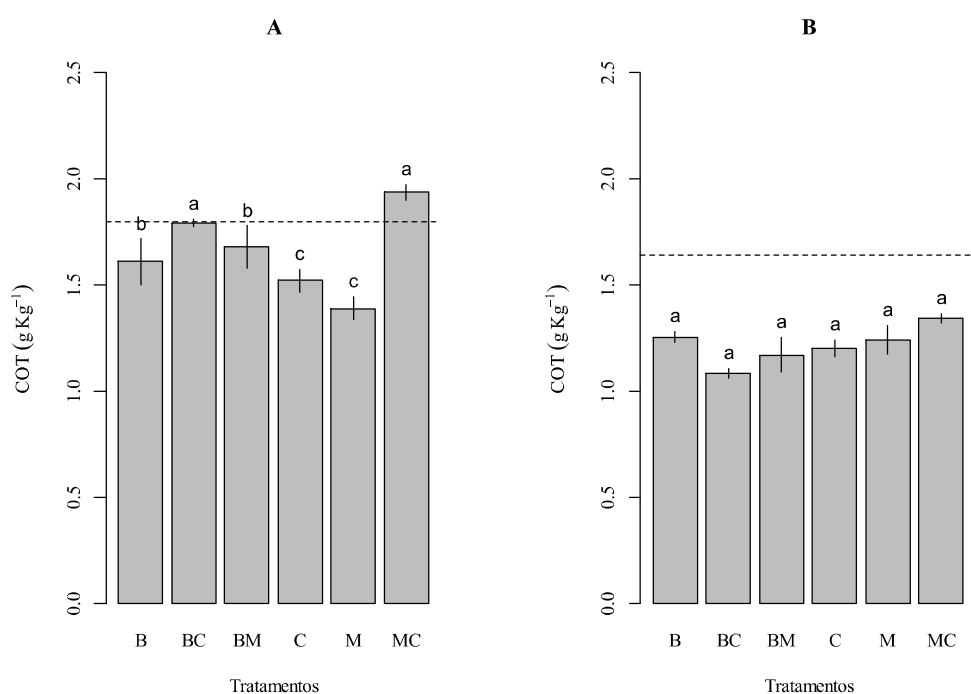 A
COT (g Kg⁻¹)
2.5
2.0
1.5
1.0
0.5
0.0
b
a
b
c
c
a
B BC BM C M MC
Tratamentos
B
COT (g Kg⁻¹)
2.5
2.0
1.5
1.0
0.5
0.0
a
a
a
a
a
a
B BC BM C M MC
Tratamentos